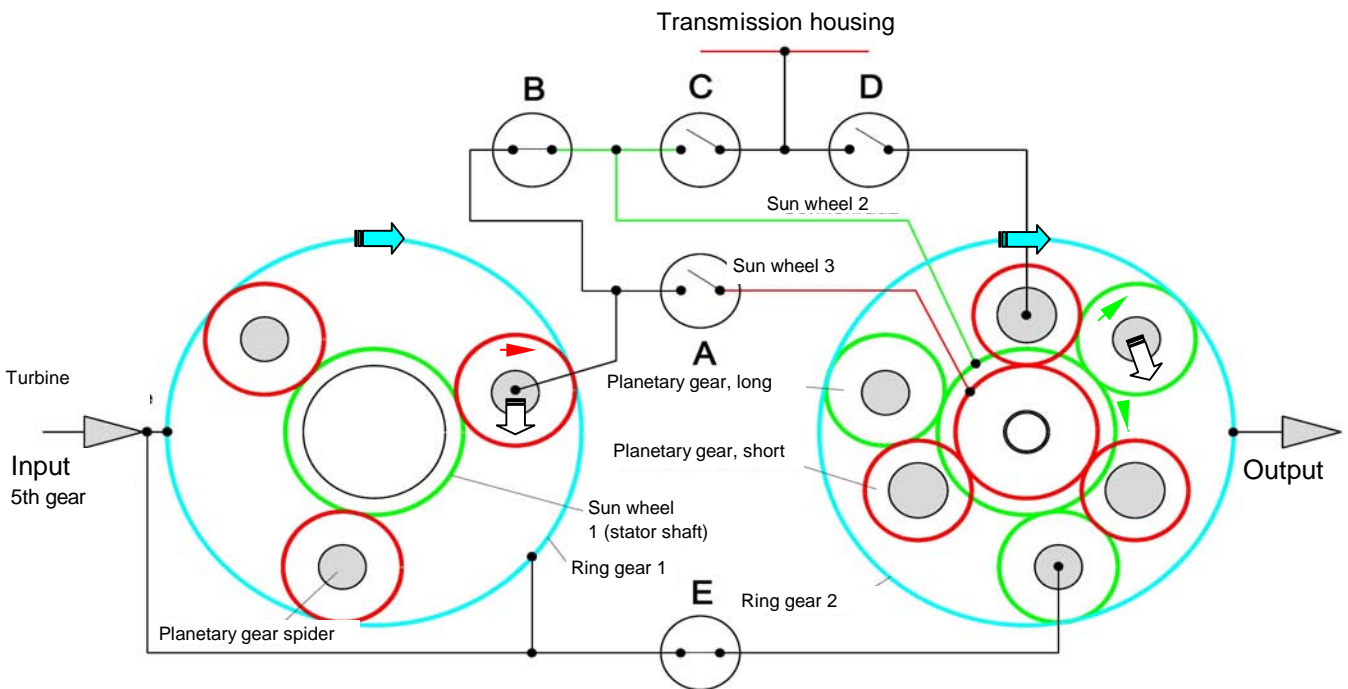 Transmission housing
B
C
D
Sun wheel 2
Sun wheel 3
A
Turbine
e
Planetary gear, long
Planetary gear, short
Input
5th gear
Output
Sun wheel
1 (stator shaft)
Ring gear 1
E
Ring gear 2
Planetary gear spider